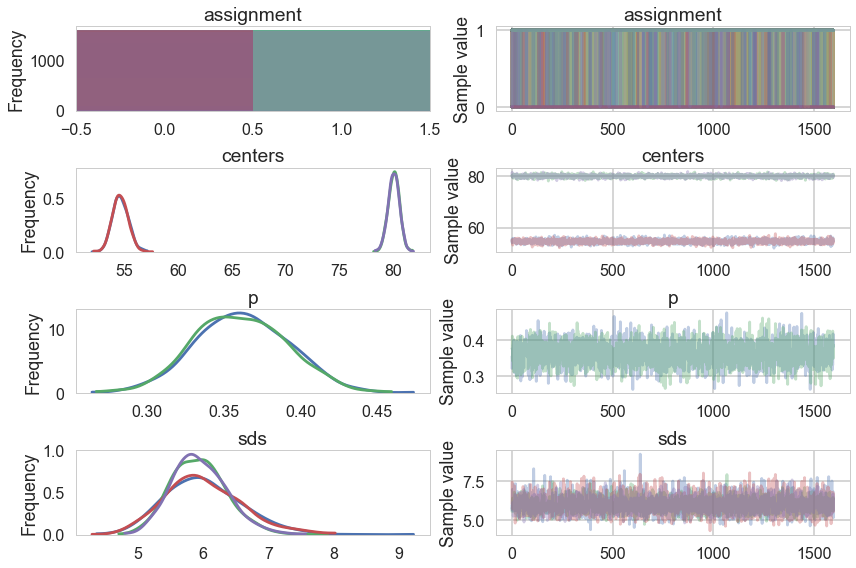 assignment
Frequency
1000
0
−0.5 0.0 0.5 1.0 1.5
assignment
Sample value
1
0
0 500 1000 1500
centers
Frequency
0.5
0.0
55 60 65 70 75 80
centers
Sample value
80
60
0 500 1000 1500
p
Frequency
10
0
0.30 0.35 0.40 0.45
p
Sample value
0.4
0.3
0 500 1000 1500
sds
Frequency
1.0
0.5
0.0
5 6 7 8 9
sds
Sample value
7.5
5.0
0 500 1000 1500